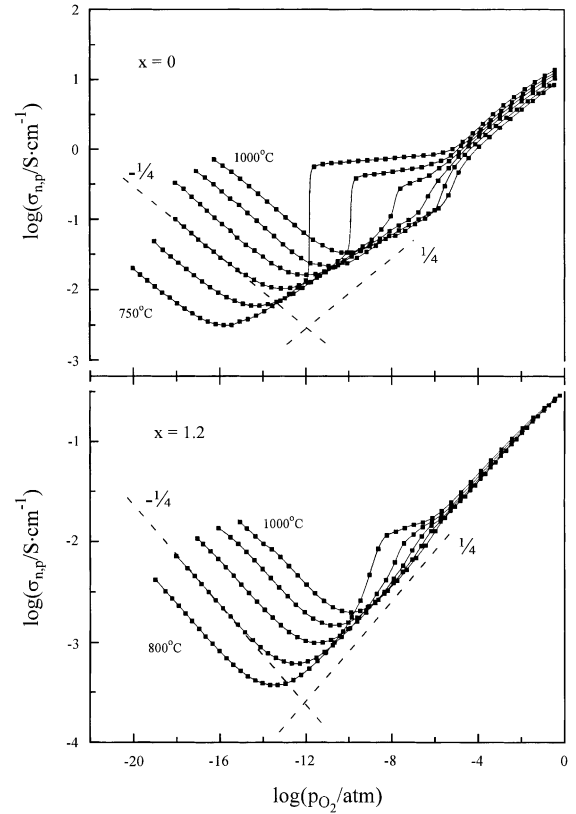 2
x = 0
1
0
-1
-2
-3
-¼
1000°C
¼
750°C
log(σn,p/S·cm-1)
-1
x = 1.2
-2
-3
-4
-¼
1000°C
¼
800°C
log(σn,p/S·cm-1)
-20
-16
-12
-8
-4
0
log(pO2/atm)